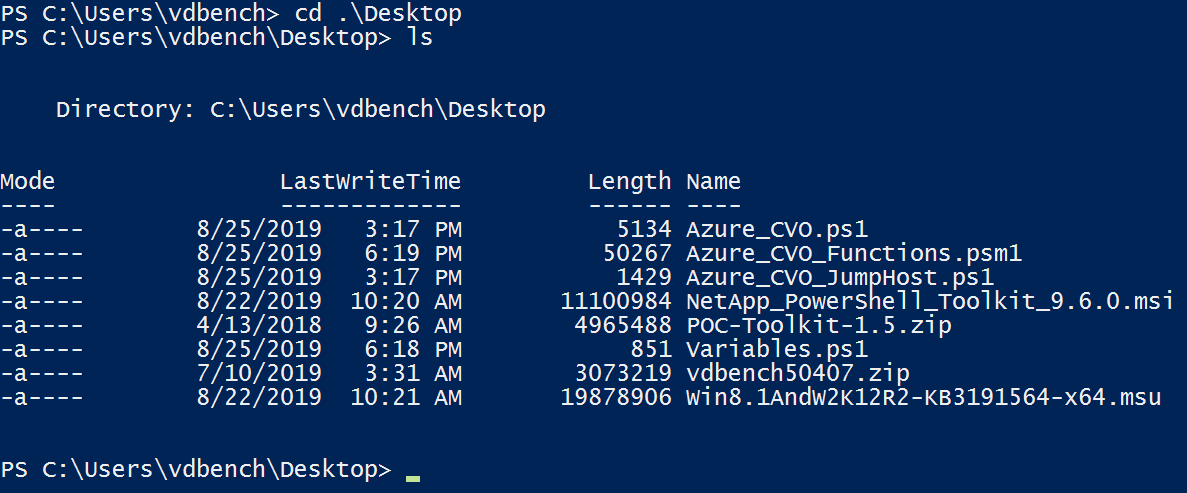 PS C:\Users\vdbench> cd .\Desktop
PS C:\Users\vdbench\Desktop> ls
    Directory: C:\Users\vdbench\Desktop
Mode                LastWriteTime         Length Name
----                -------------         ------ ----
-a----        8/25/2019   3:17 PM           5134 Azure_CVO.ps1
-a----        8/25/2019   6:19 PM          50267 Azure_CVO_Functions.psm1
-a----        8/25/2019   3:17 PM           1429 Azure_CVO_JumpHost.ps1
-a----        8/22/2019  10:20 AM       11100984 NetApp_PowerShell_Toolkit_9.6.0.msi
-a----        4/13/2018   9:26 AM        4965488 POC-Toolkit-1.5.zip
-a----        8/25/2019   6:18 PM            851 Variables.ps1
-a----        7/10/2019   3:31 AM        3073219 vdbench50407.zip
-a----        8/22/2019  10:21 AM       19878906 Win8.1AndW2K12R2-KB3191564-x64.msu
PS C:\Users\vdbench\Desktop>